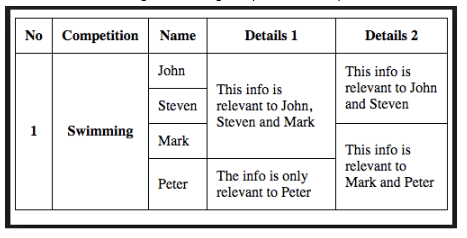 No Competition Name Details 1 Details 2
1
Swimming
John
Steven
Mark
Peter
This info is
relevant to John,
Steven and Mark
The info is only
relevant to Peter
This info is
relevant to John
and Steven
This info is
relevant to
Mark and Peter